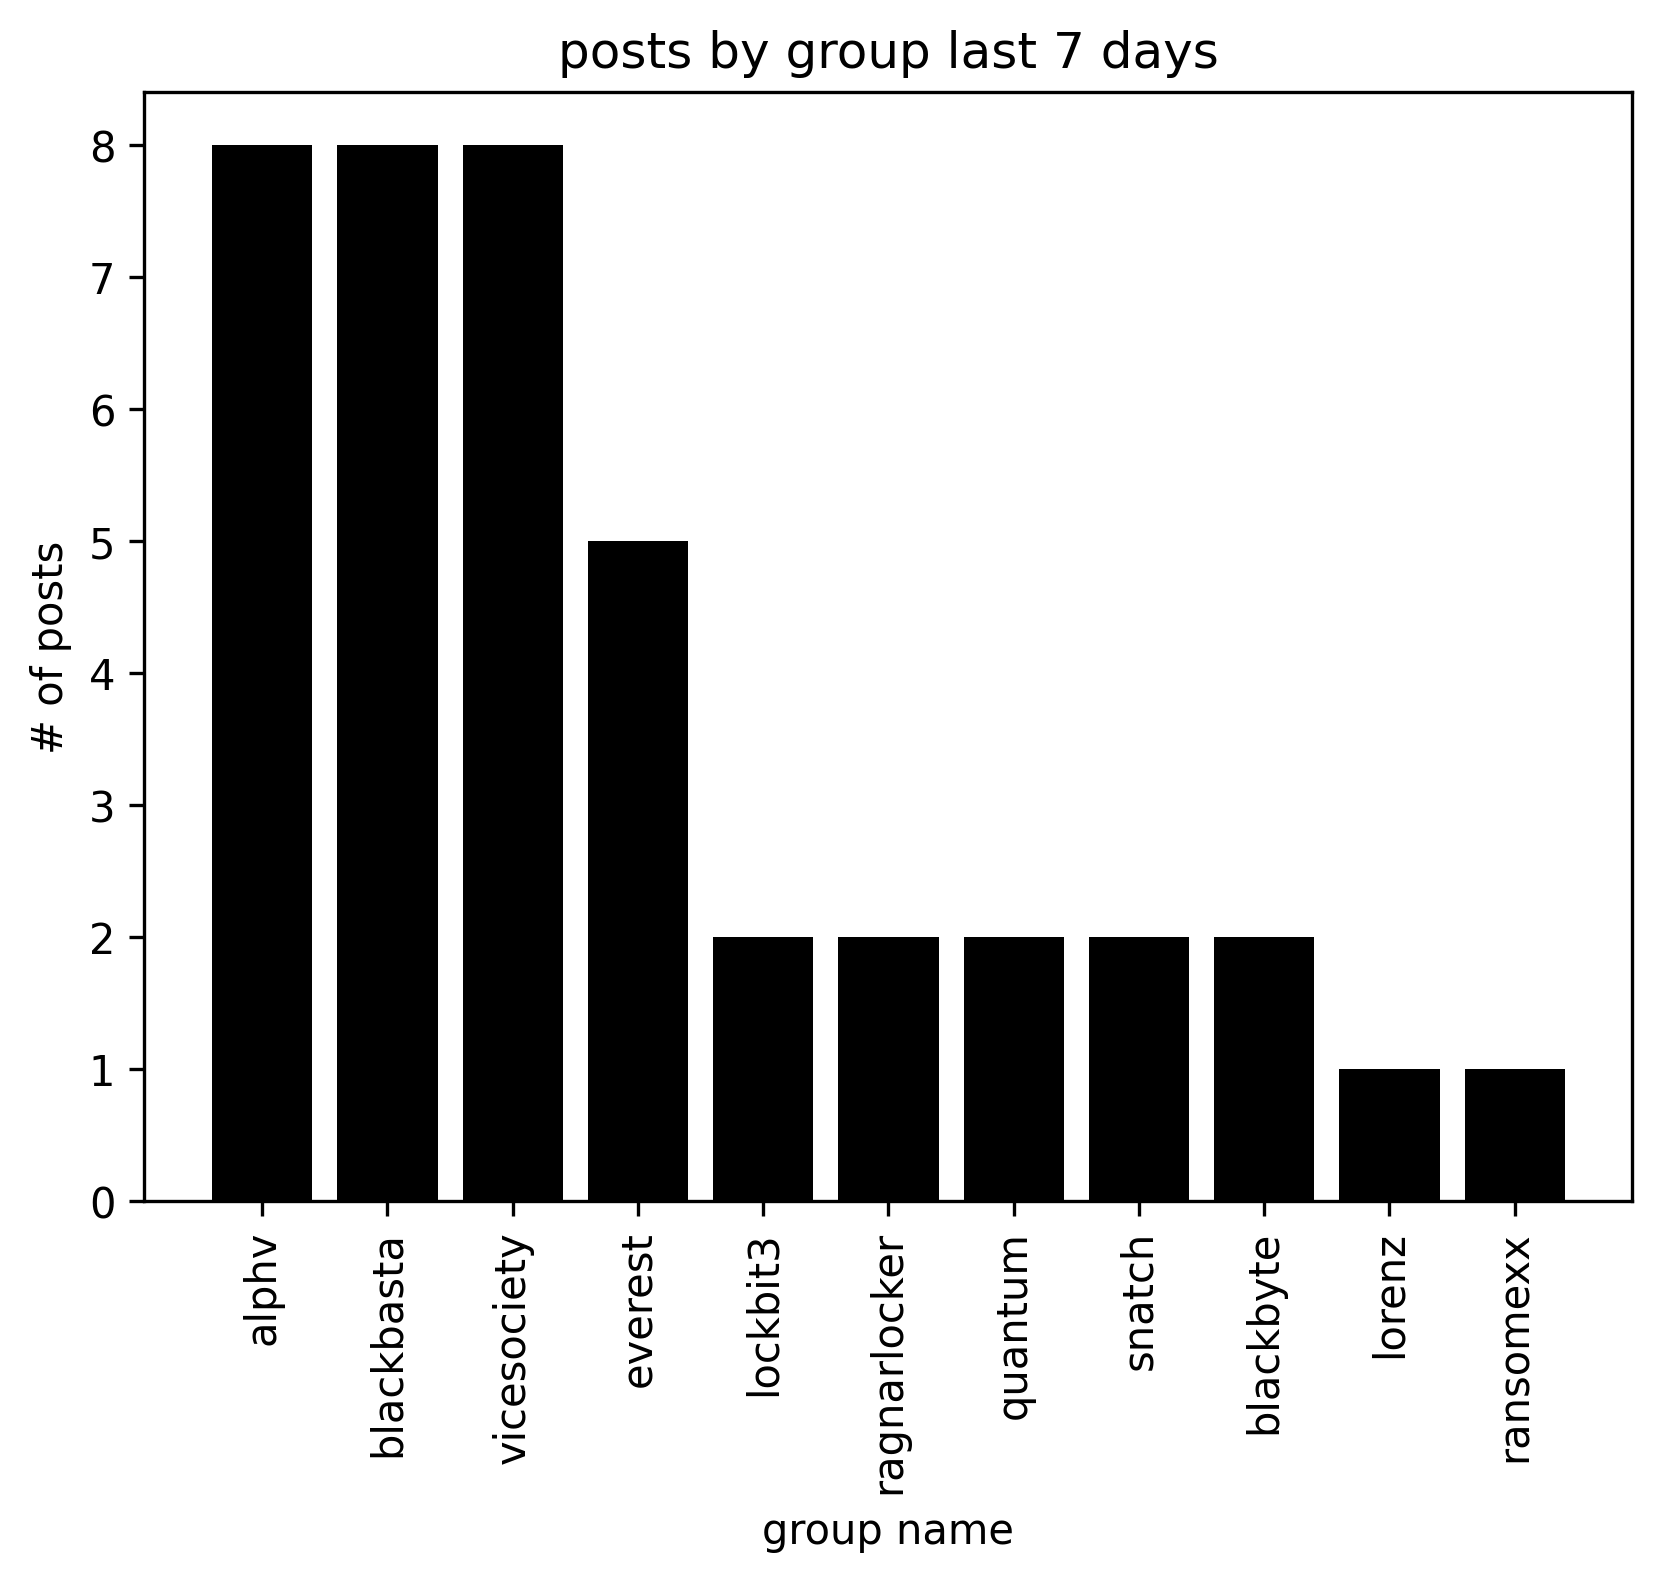 posts by group last 7 days
# of posts
8
7
6
5
4
3
2
1
0
alphv
blackbasta
vicesociety
everest
lockbit3
ragnarlocker
quantum
snatch
blackbyte
lorenz
ransomexx
group name